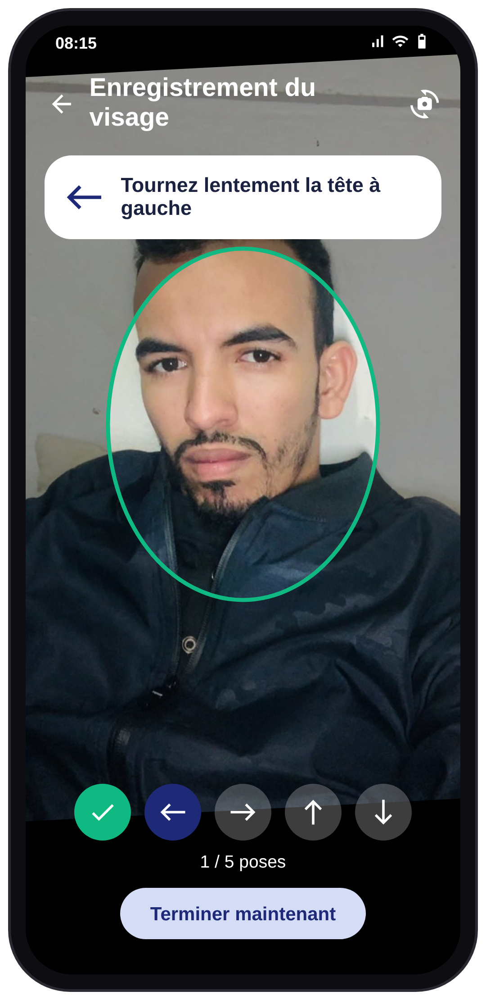 08:15
Enregistrement du
visage
Tournez lentement la tête à
gauche
1 / 5 poses
Terminer maintenant